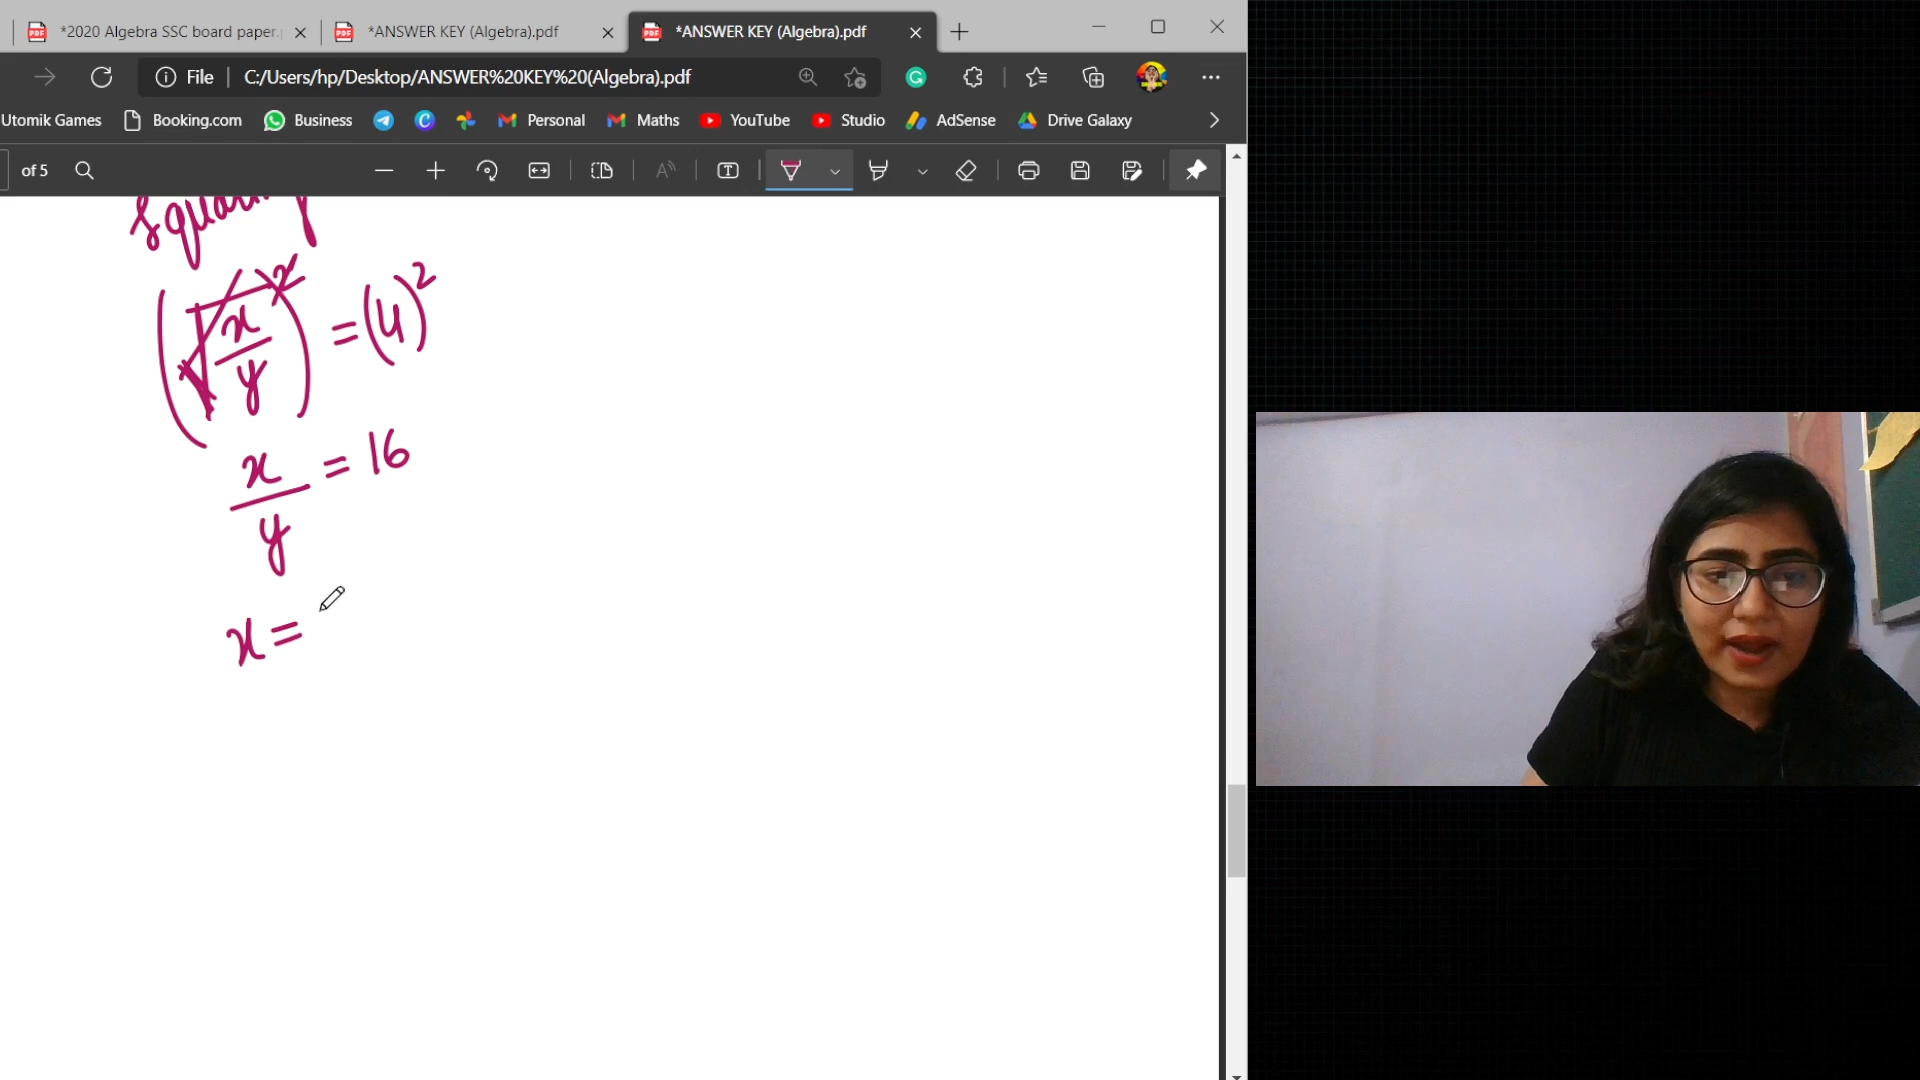 *2020 Algebra SSC board paper.p
*ANSWER KEY (Algebra).pdf
*ANSWER KEY (Algebra).pdf
File | C:/Users/hp/Desktop/ANSWER%20KEY%20(Algebra).pdf
Utomik Games Booking.com Business Personal Maths YouTube Studio AdSense Drive Galaxy
of 5
Squaring
(√x/y)² = (4)²
x/y = 16
x =